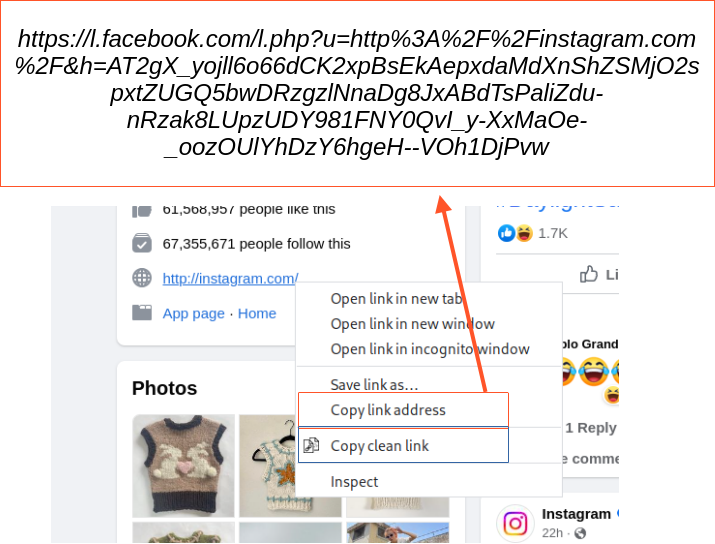 https://l.facebook.com/l.php?u=http%3A%2F%2Finstagram.com
%2F&h=AT2gX_yojll6o66dCK2xpBsEkAepxdaMdXnShZSMjO2s
pxtZUGQ5bwDRzgzlNnaDg8JxABdTsPaliZdu-
nRzak8LUpzUDY981FNY0QvI_y-XxMaOe-
_oozOUlYhDzY6hgeH--VOh1DjPvw
61,568,957 people like this
67,355,671 people follow this
http://instagram.com/
App page · Home
Photos
Open link in new tab
Open link in new window
Open link in incognito window
Save link as...
Copy link address
Copy clean link
Inspect
1.7K
Li
olo Grand
1 Reply
e comme
Instagram
22h ·